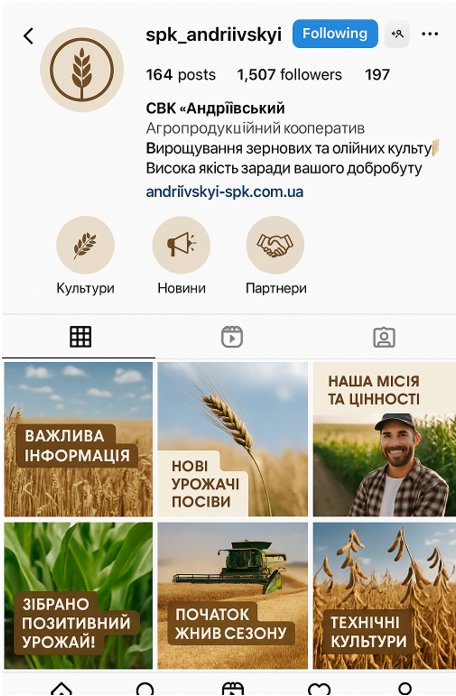 spk_andriivskyi
Following
164 posts 1,507 followers 197
СВК «Андрїівський
Агропродукційний кооператив
Вирощування зернових та олійних культу
Висока якість заради вашого добробуту
andriivskyi-spk.com.ua
Культури Новини Партнери
ВАЖЛИВА
ІНФОРМАЦІЯ
НОВІ
УРОЖАЧІ
ПОСІВИ
НАША МІСІЯ
ТА ЦІННОСТІ
ЗІБРАНО
ПОЗИТИВНИЙ
УРОЖАЙ!
ПОЧАТОК
ЖНИВ СЕЗОНУ
ТЕХНІЧНІ
КУЛЬТУРИ